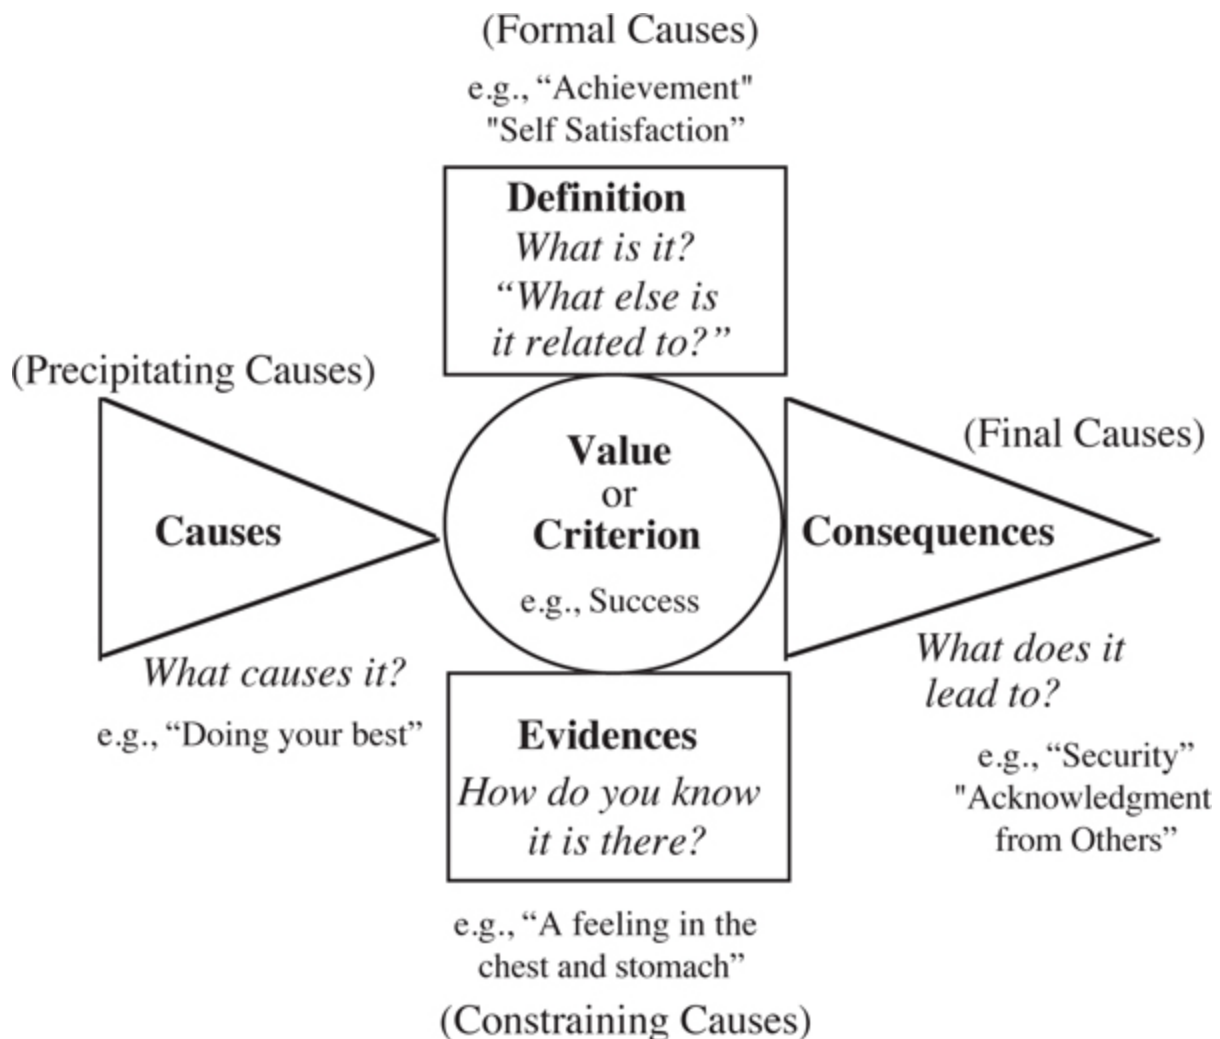 (Formal Causes)
e.g., “Achievement"
"Self Satisfaction”
Definition
What is it?
“What else is
it related to?”
(Precipitating Causes)
Causes
What causes it?
e.g., “Doing your best”
Value
or
Criterion
e.g., Success
(Final Causes)
Consequences
What does it
lead to?
e.g., “Security”
"Acknowledgment
from Others”
Evidences
How do you know
it is there?
e.g., “A feeling in the
chest and stomach”
(Constraining Causes)